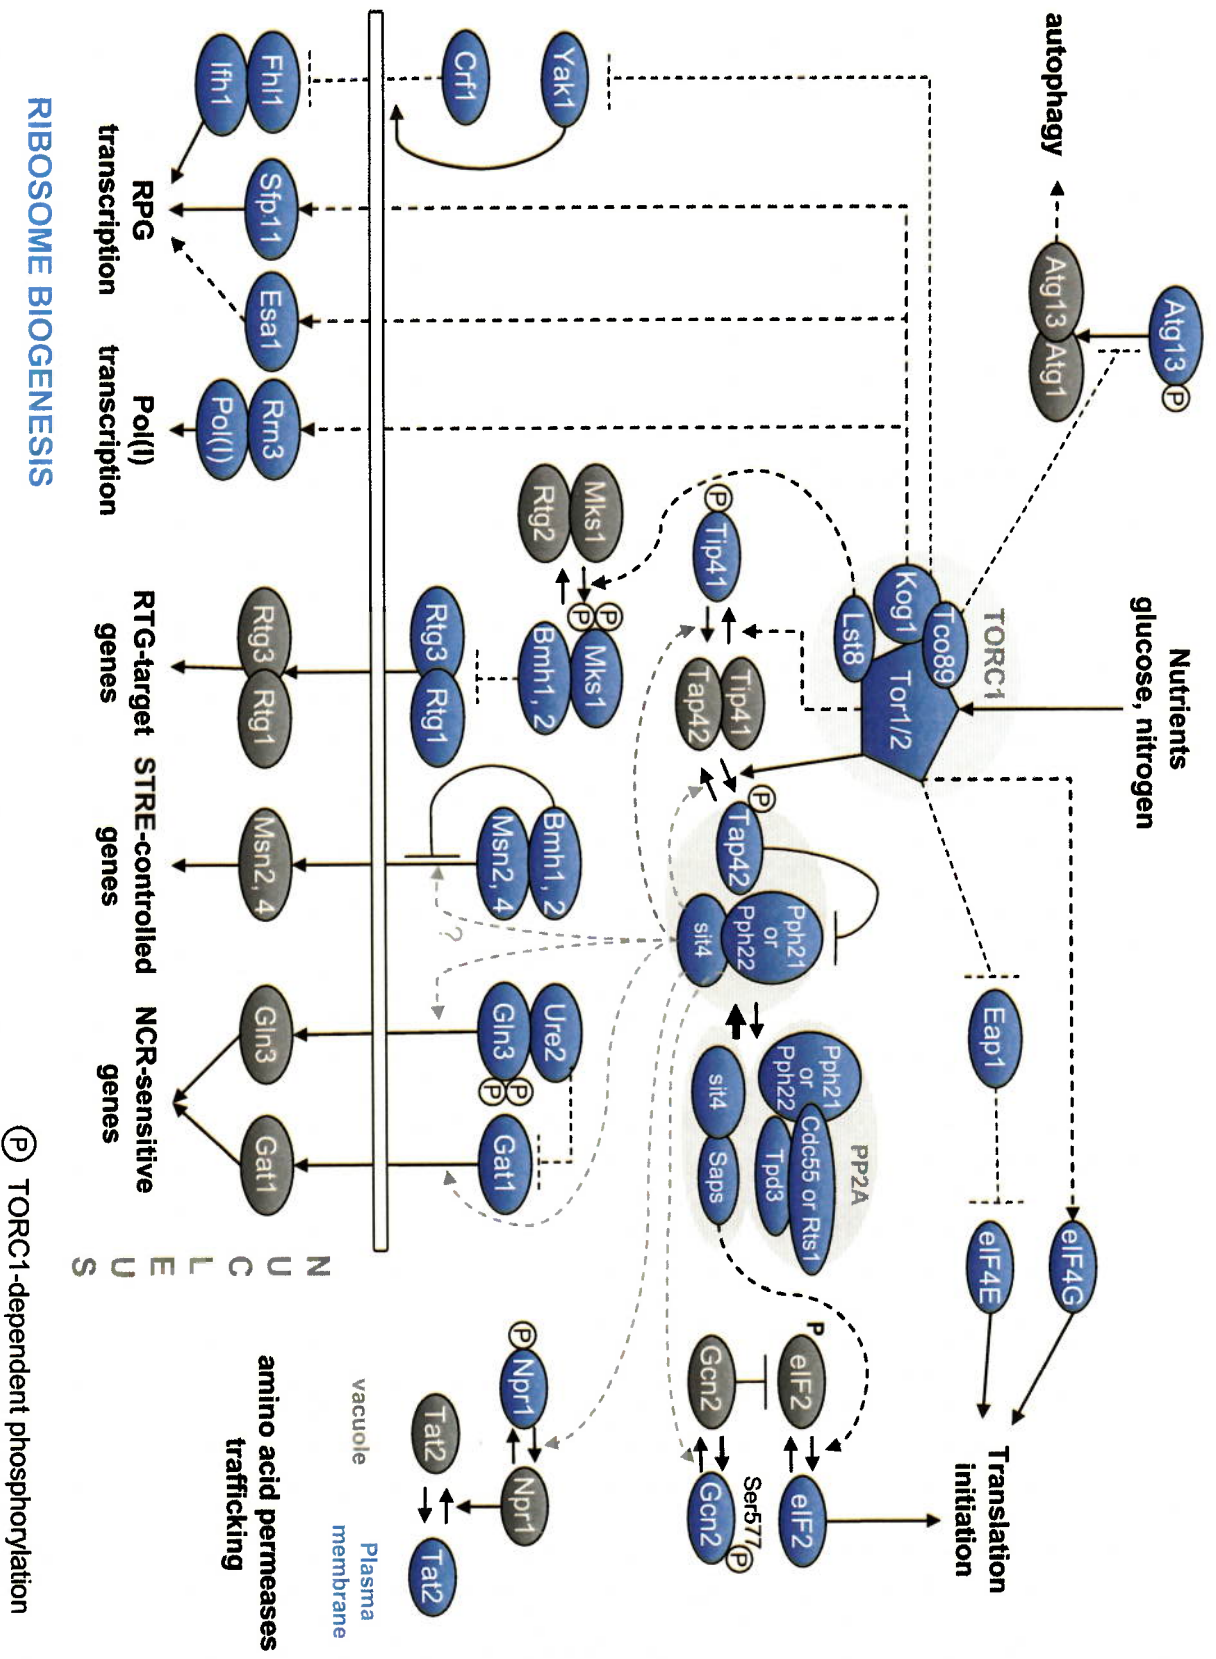 Nutrients
glucose, nitrogen
autophagy
Atg13
P
Atg13
Atg1
TORC1
Tco89
Kog1
Lst8
Tor1/2
Eap1
eIF4G
eIF4E
Translation
initiation
Yak1
Crf1
P
Tip41
Tip41
Tap42
P
Tap42
Pph21
or
Pph22
sit4
PP2A
Pph21
or
Pph22
Cdc55 or Rts1
Tpd3
sit4
Saps
P
eIF2
eIF2
Gcn2
Ser577
P
Gcn2
Mks1
Rtg2
P
P
Mks1
Bmh1, 2
Rtg3
Rtg1
Bmh1, 2
Msn2, 4
?
Ure2
Gln3
P
P
Gat1
P
Npr1
Npr1
Tat2
Tat2
vacuole
Plasma
membrane
amino acid permeases
trafficking
Fhl1
Ifh1
Sfp11
Esa1
Rrn3
Pol(I)
Rtg3
Rtg1
Msn2, 4
Gln3
Gat1
NUCLEUS
RPG
transcription
Pol(I)
transcription
RTG-target
genes
STRE-controlled
genes
NCR-sensitive
genes
RIBOSOME BIOGENESIS
P TORC1-dependent phosphorylation